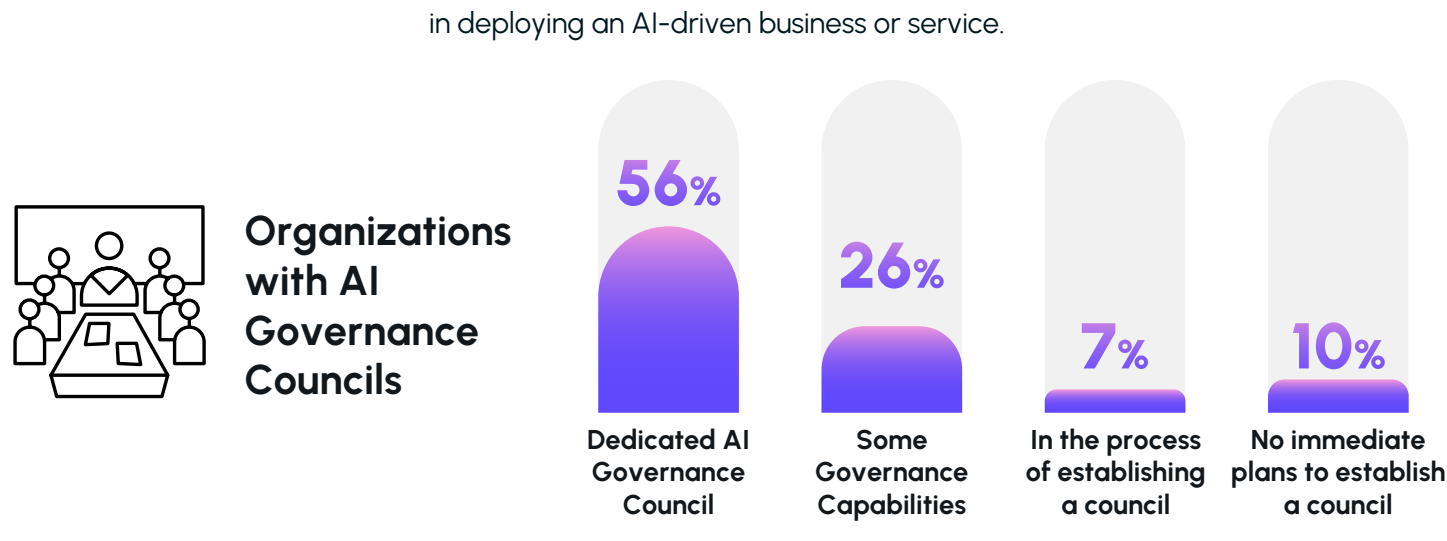 in deploying an AI-driven business or service.
Organizations
with AI
Governance
Councils
56%
Dedicated AI
Governance
Council
26%
Some
Governance
Capabilities
7%
In the process
of establishing
a council
10%
No immediate
plans to establish
a council